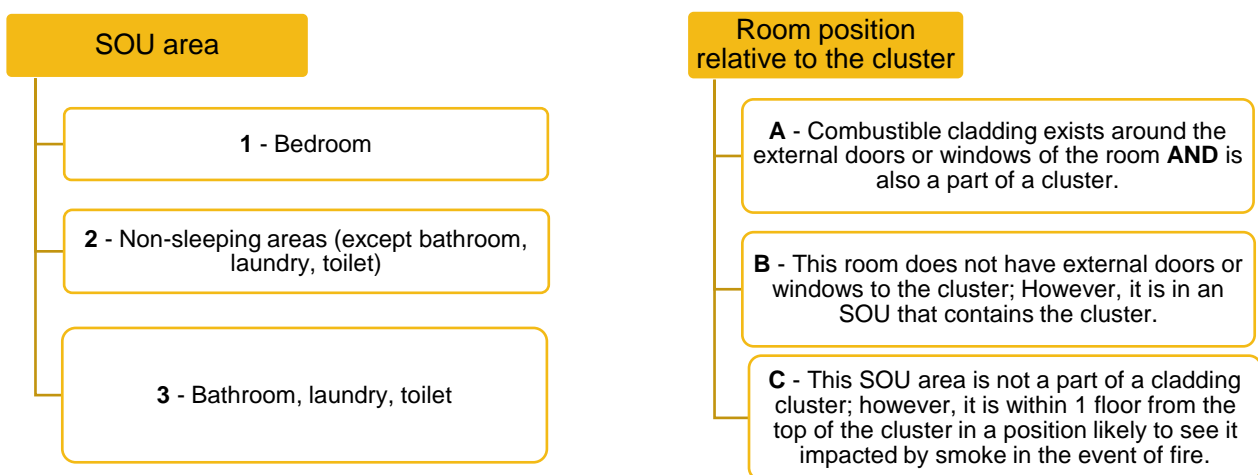 SOU area
1 - Bedroom
2 - Non-sleeping areas (except bathroom,
laundry, toilet)
3 - Bathroom, laundry, toilet
Room position
relative to the cluster
A - Combustible cladding exists around the
external doors or windows of the room AND is
also a part of a cluster.
B - This room does not have external doors or
windows to the cluster; However, it is in an
SOU that contains the cluster.
C - This SOU area is not a part of a cladding
cluster; however, it is within 1 floor from the
top of the cluster in a position likely to see it
impacted by smoke in the event of fire.